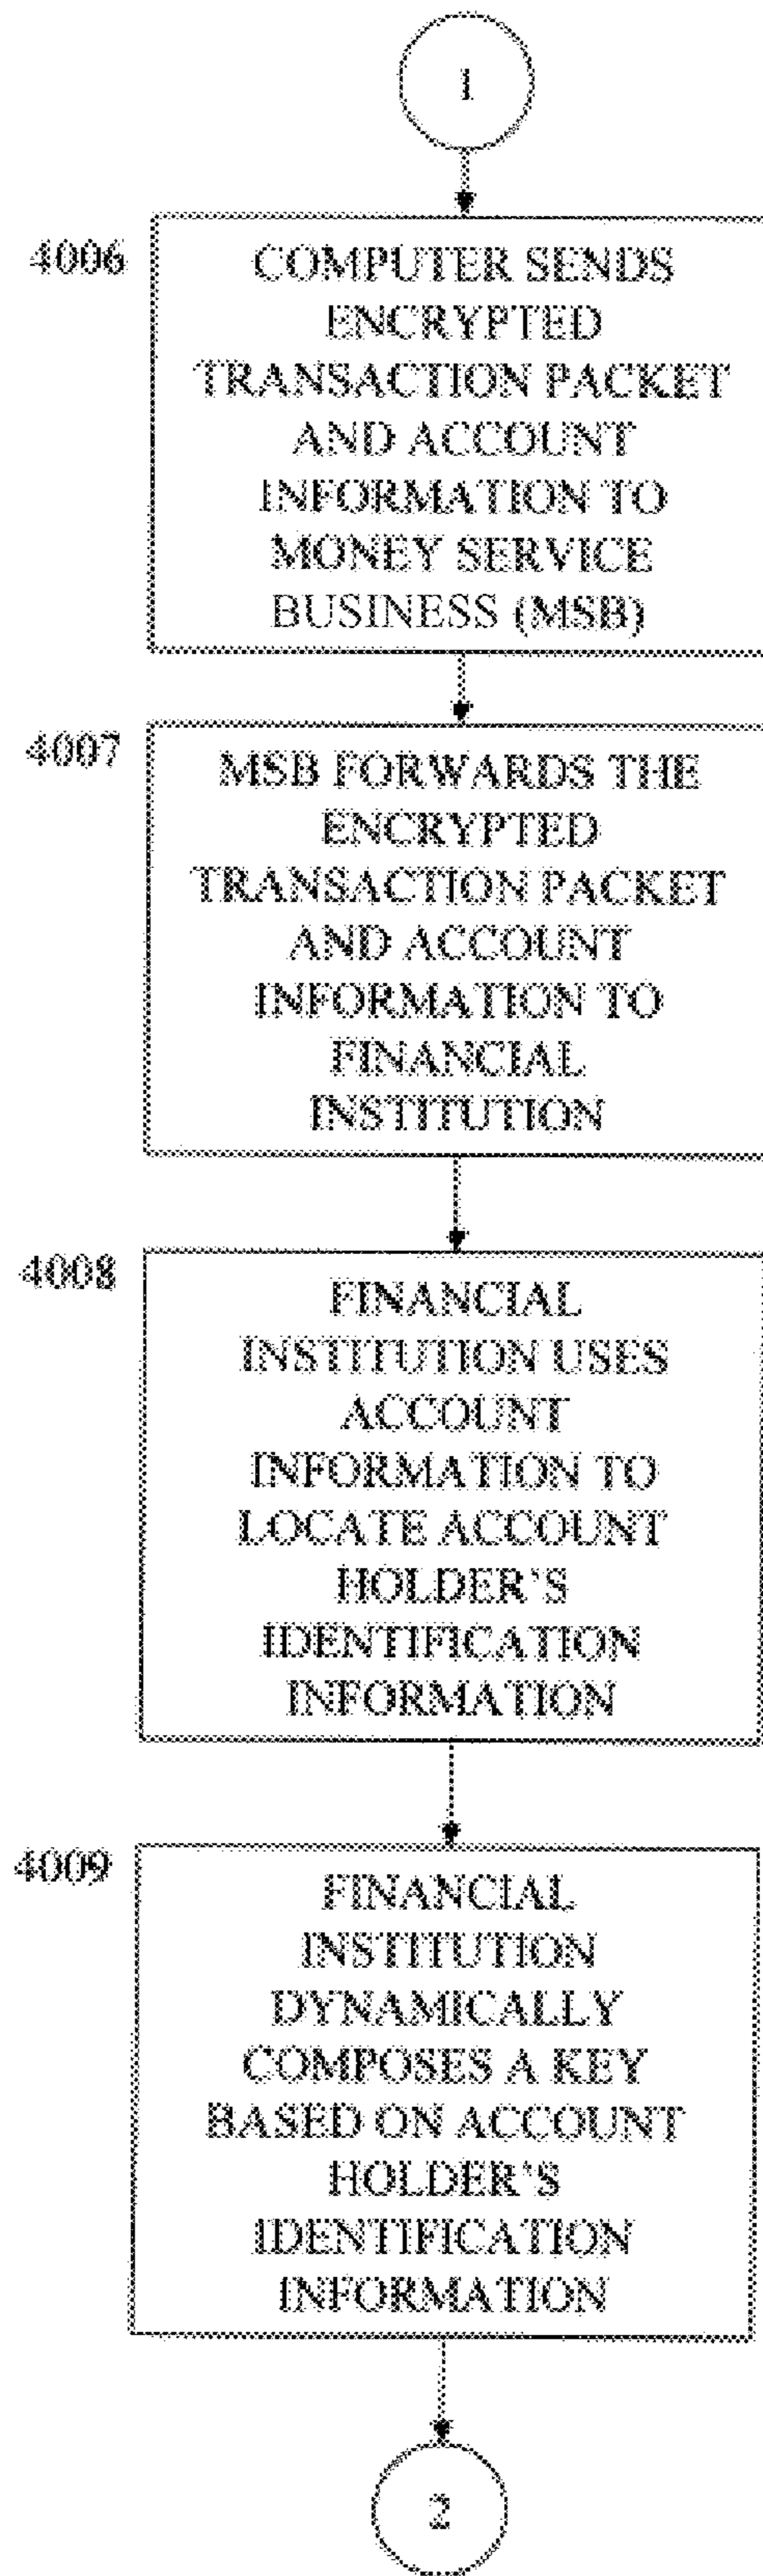 1
4006
COMPUTER SENDS
ENCRYPTED
TRANSACTION PACKET
AND ACCOUNT
INFORMATION TO
MONEY SERVICE
BUSINESS (MSB)
4007
MSB FORWARDS THE
ENCRYPTED
TRANSACTION PACKET
AND ACCOUNT
INFORMATION TO
FINANCIAL
INSTITUTION
4008
FINANCIAL
INSTITUTION USES
ACCOUNT
INFORMATION TO
LOCATE ACCOUNT
HOLDER'S
IDENTIFICATION
INFORMATION
4009
FINANCIAL
INSTITUTION
DYNAMICALLY
COMPOSES A KEY
BASED ON ACCOUNT
HOLDER'S
IDENTIFICATION
INFORMATION
2